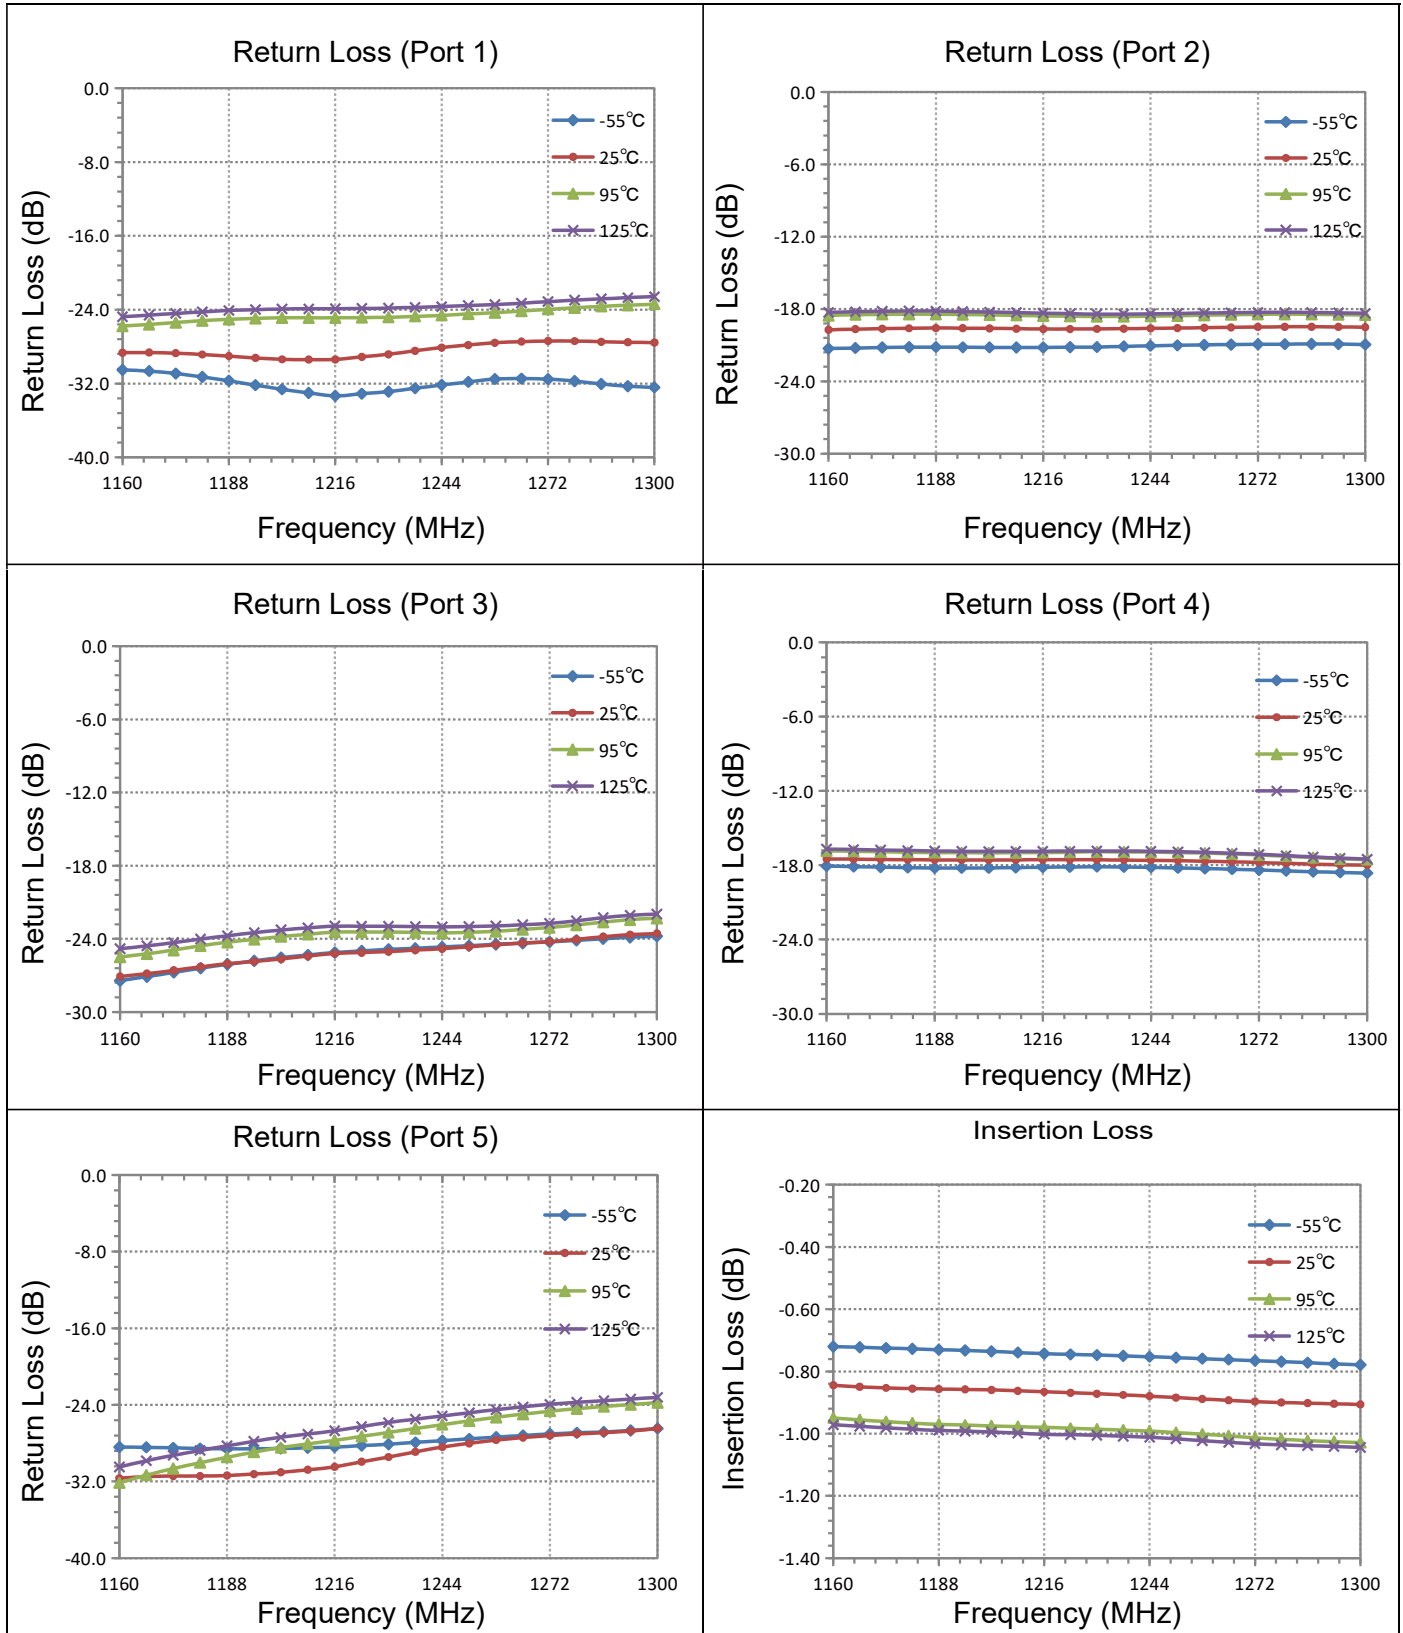 Return Loss (Port 1)
Return Loss (dB)
0.0
-8.0
-16.0
-24.0
-32.0
-40.0
-55°C
25°C
95°C
125°C
1160 1188 1216 1244 1272 1300
Frequency (MHz)
Return Loss (Port 2)
Return Loss (dB)
0.0
-6.0
-12.0
-18.0
-24.0
-30.0
-55°C
25°C
95°C
125°C
1160 1188 1216 1244 1272 1300
Frequency (MHz)
Return Loss (Port 3)
Return Loss (dB)
0.0
-6.0
-12.0
-18.0
-24.0
-30.0
-55°C
25°C
95°C
125°C
1160 1188 1216 1244 1272 1300
Frequency (MHz)
Return Loss (Port 4)
Return Loss (dB)
0.0
-6.0
-12.0
-18.0
-24.0
-30.0
-55°C
25°C
95°C
125°C
1160 1188 1216 1244 1272 1300
Frequency (MHz)
Return Loss (Port 5)
Return Loss (dB)
0.0
-8.0
-16.0
-24.0
-32.0
-40.0
-55°C
25°C
95°C
125°C
1160 1188 1216 1244 1272 1300
Frequency (MHz)
Insertion Loss
Insertion Loss (dB)
-0.20
-0.40
-0.60
-0.80
-1.00
-1.20
-1.40
-55°C
25°C
95°C
125°C
1160 1188 1216 1244 1272 1300
Frequency (MHz)